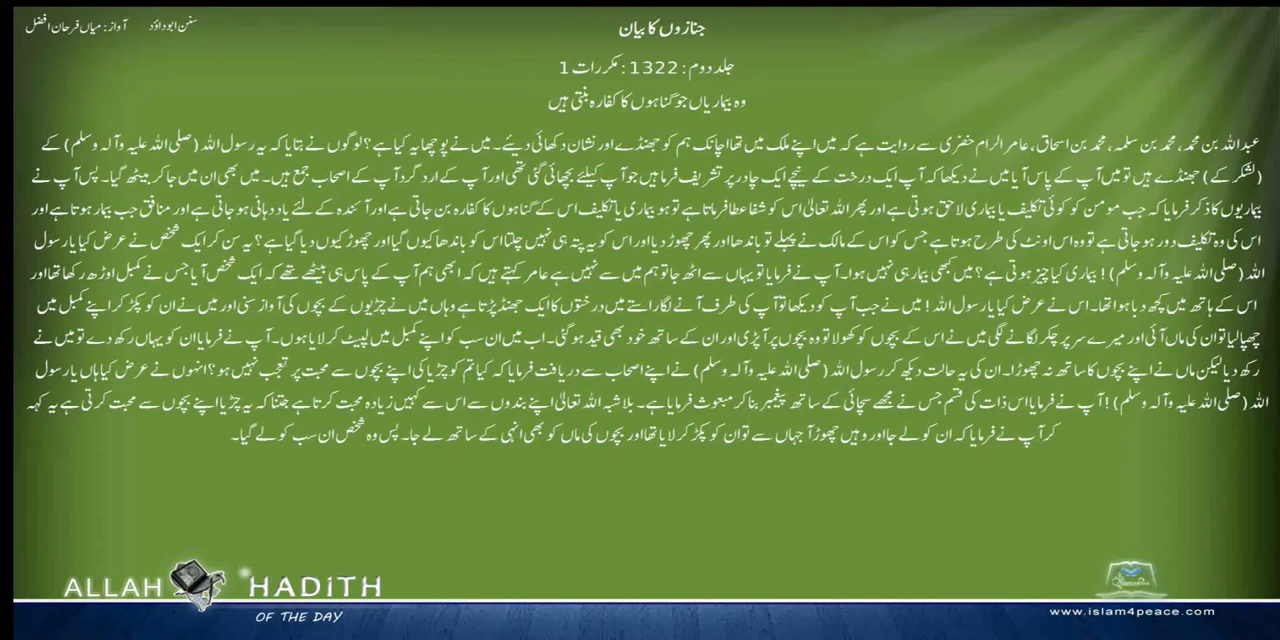 سنن ابوداؤد    آواز: میاں فرحان افضل
جنازوں کا بیان
جلد دوم : 1322 : مکررات 1
وہ بیماریاں جو گناہوں کا کفارہ بنتی ہیں
عبداللہ بن محمد، محمد بن سلمہ، محمد بن اسحاق، عامر الرام خضری سے روایت ہے کہ میں اپنے ملک میں تھا اچانک ہم کو جھنڈے اور نشان دکھائی دیئے۔ میں نے پوچھا یہ کیا ہے؟ لوگوں نے بتایا کہ یہ رسول اللہ (صلی اللہ علیہ وآلہ وسلم) کے
(لشکر کے) جھنڈے ہیں تو میں آپ کے پاس آیا میں نے دیکھا کہ آپ ایک درخت کے نیچے ایک چادر پر تشریف فرما ہیں جو آپ کیلئے بچھائی گئی تھی اور آپ کے ارد گرد آپ کے اصحاب جمع ہیں۔ میں بھی ان میں جا کر بیٹھ گیا۔ پس آپ نے
بیماریوں کا ذکر فرمایا کہ جب مومن کو کوئی تکلیف یا بیماری لاحق ہوتی ہے اور پھر اللہ تعالیٰ اس کو شفا عطا فرماتا ہے تو ہو بیماری یا تکلیف اس کے گناہوں کا کفارہ بن جاتی ہے اور آئندہ کے لئے یاد دہانی ہو جاتی ہے اور منافق جب بیمار ہوتا ہے اور
اس کی وہ تکلیف دور ہو جاتی ہے تو وہ اس اونٹ کی طرح ہوتا ہے جس کو اس کے مالک نے پہلے تو باندھا اور پھر چھوڑ دیا اور اس کو یہ پتہ ہی نہیں چلتا اس کو باندھا کیوں گیا اور چھوڑ کیوں دیا گیا ہے؟ یہ سن کر ایک شخص نے عرض کیا یا رسول
اللہ (صلی اللہ علیہ وآلہ وسلم) ! بیماری کیا چیز ہوتی ہے؟ میں کبھی بیمار ہی نہیں ہوا۔ آپ نے فرمایا تو یہاں سے اٹھ جا تو ہم میں سے نہیں ہے عامر کہتے ہیں کہ ابھی ہم آپ کے پاس ہی بیٹھے تھے کہ ایک شخص آیا جس نے کمبل اوڑھ رکھا تھا اور
اس کے ہاتھ میں کچھ دبا ہوا تھا۔ اس نے عرض کیا یا رسول اللہ ! میں نے جب آپ کو دیکھا تو آپ کی طرف آنے لگا راستے میں درختوں کا ایک جھنڈ پڑتا ہے وہاں میں نے چڑیوں کے بچوں کی آواز سنی اور میں نے ان کو پکڑ کر اپنے کمبل میں
چھپا لیا تو ان کی ماں آئی اور میرے سر پر چکر لگانے لگی میں نے اس کے بچوں کو کھولا تو وہ بچوں پر آ پڑی اور ان کے ساتھ خود بھی قید ہو گئی۔ اب میں ان سب کو اپنے کمبل میں لپیٹ کر لایا ہوں۔ آپ نے فرمایا ان کو یہاں رکھ دے تو میں نے
رکھ دیا لیکن ماں نے اپنے بچوں کا ساتھ نہ چھوڑا۔ ان کی یہ حالت دیکھ کر رسول اللہ (صلی اللہ علیہ وآلہ وسلم) نے اپنے اصحاب سے دریافت فرمایا کہ کیا تم کو چڑیا کی اپنے بچوں سے محبت پر تعجب نہیں ہو؟ انہوں نے عرض کیا ہاں یا رسول
اللہ (صلی اللہ علیہ وآلہ وسلم) ! آپ نے فرمایا اس ذات کی قسم جس نے مجھے سچائی کے ساتھ پیغمبر بنا کر مبعوث فرمایا ہے۔ بلاشبہ اللہ تعالیٰ اپنے بندوں سے اس سے کہیں زیادہ محبت کرتا ہے جتنا کہ یہ چڑیا اپنے بچوں سے محبت کرتی ہے یہ کہہ
کر آپ نے فرمایا کہ ان کو لے جا اور وہیں چھوڑ آ جہاں سے تو ان کو پکڑ کر لایا تھا اور بچوں کی ماں کو بھی انہی کے ساتھ لے جا۔ پس وہ شخص ان سب کو لے گیا۔
ALLAH HADITH
OF THE DAY
www.islam4peace.com